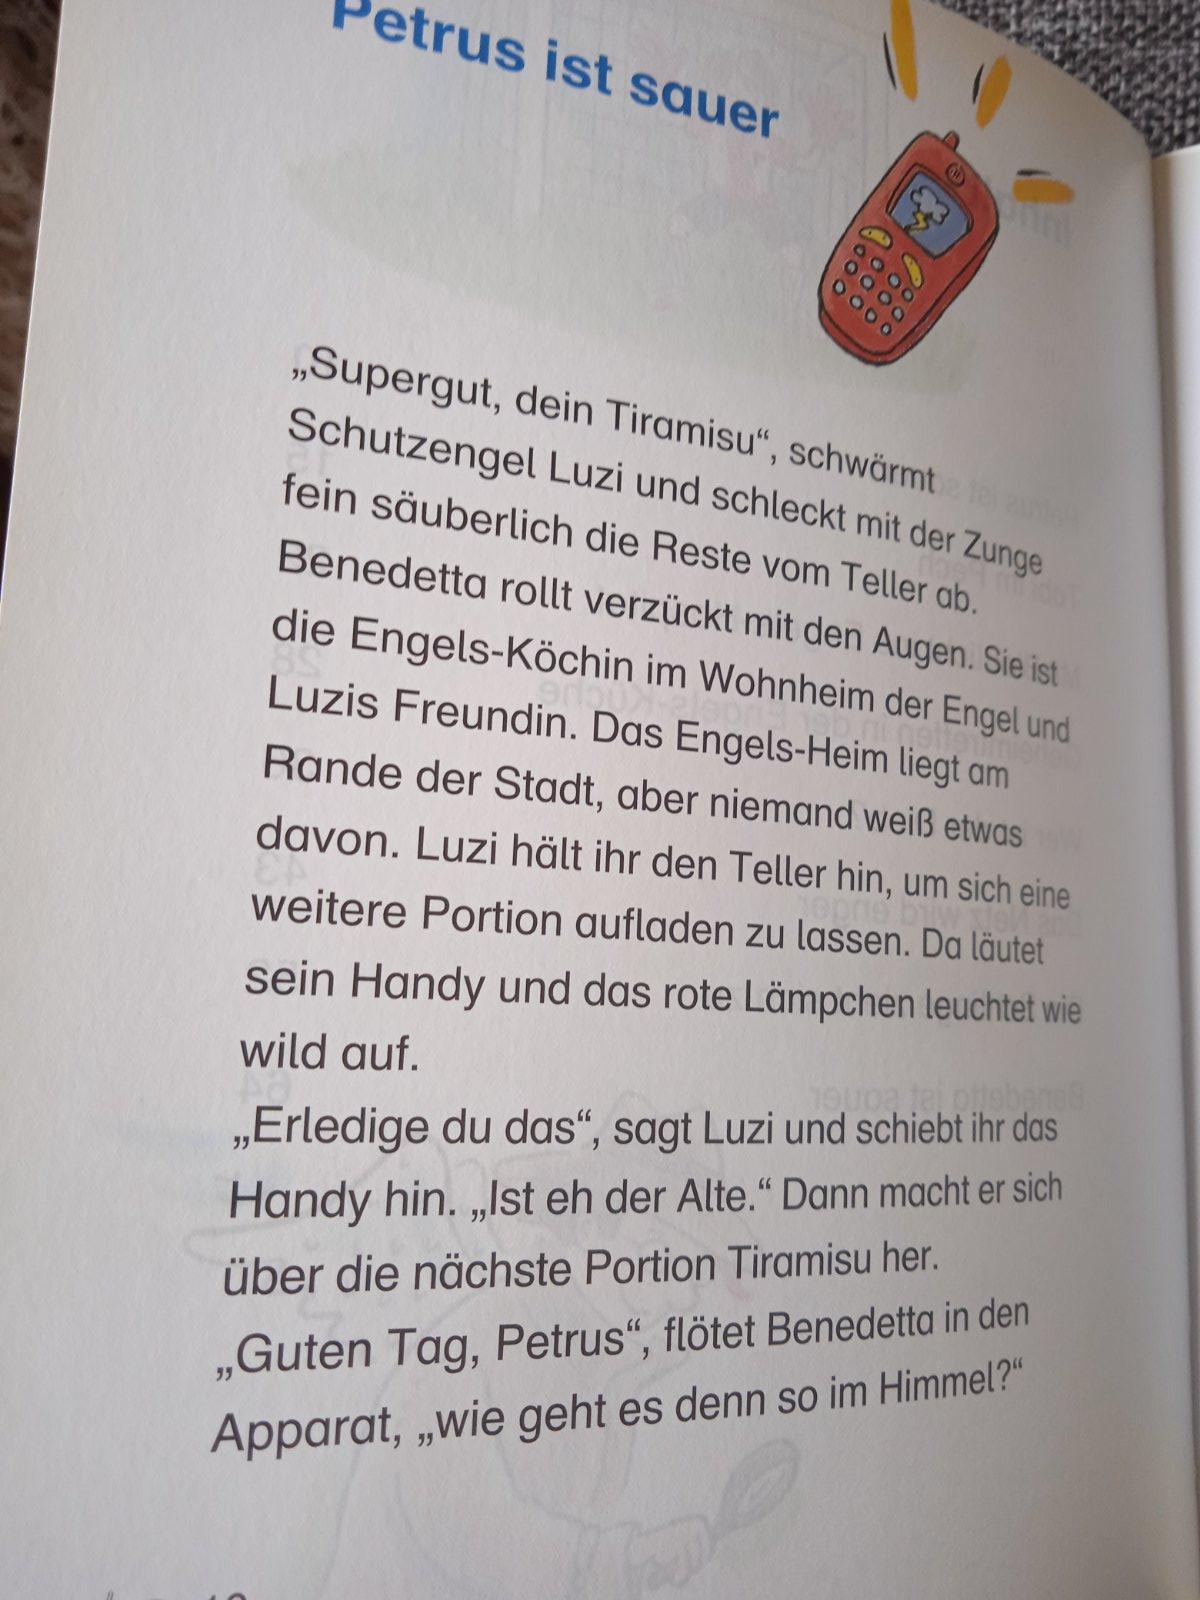 Petrus ist sauer
„Supergut, dein Tiramisu“, schwärmt
Schutzengel Luzi und schleckt mit der Zunge
fein säuberlich die Reste vom Teller ab.
Benedetta rollt verzückt mit den Augen. Sie ist
die Engels-Köchin im Wohnheim der Engel und
Luzis Freundin. Das Engels-Heim liegt am
Rande der Stadt, aber niemand weiß etwas
davon. Luzi hält ihr den Teller hin, um sich eine
weitere Portion aufladen zu lassen. Da läutet
sein Handy und das rote Lämpchen leuchtet wie
wild auf.
„Erledige du das“, sagt Luzi und schiebt ihr das
Handy hin. „Ist eh der Alte.“ Dann macht er sich
über die nächste Portion Tiramisu her.
„Guten Tag, Petrus“, flötet Benedetta in den
Apparat, „wie geht es denn so im Himmel?“